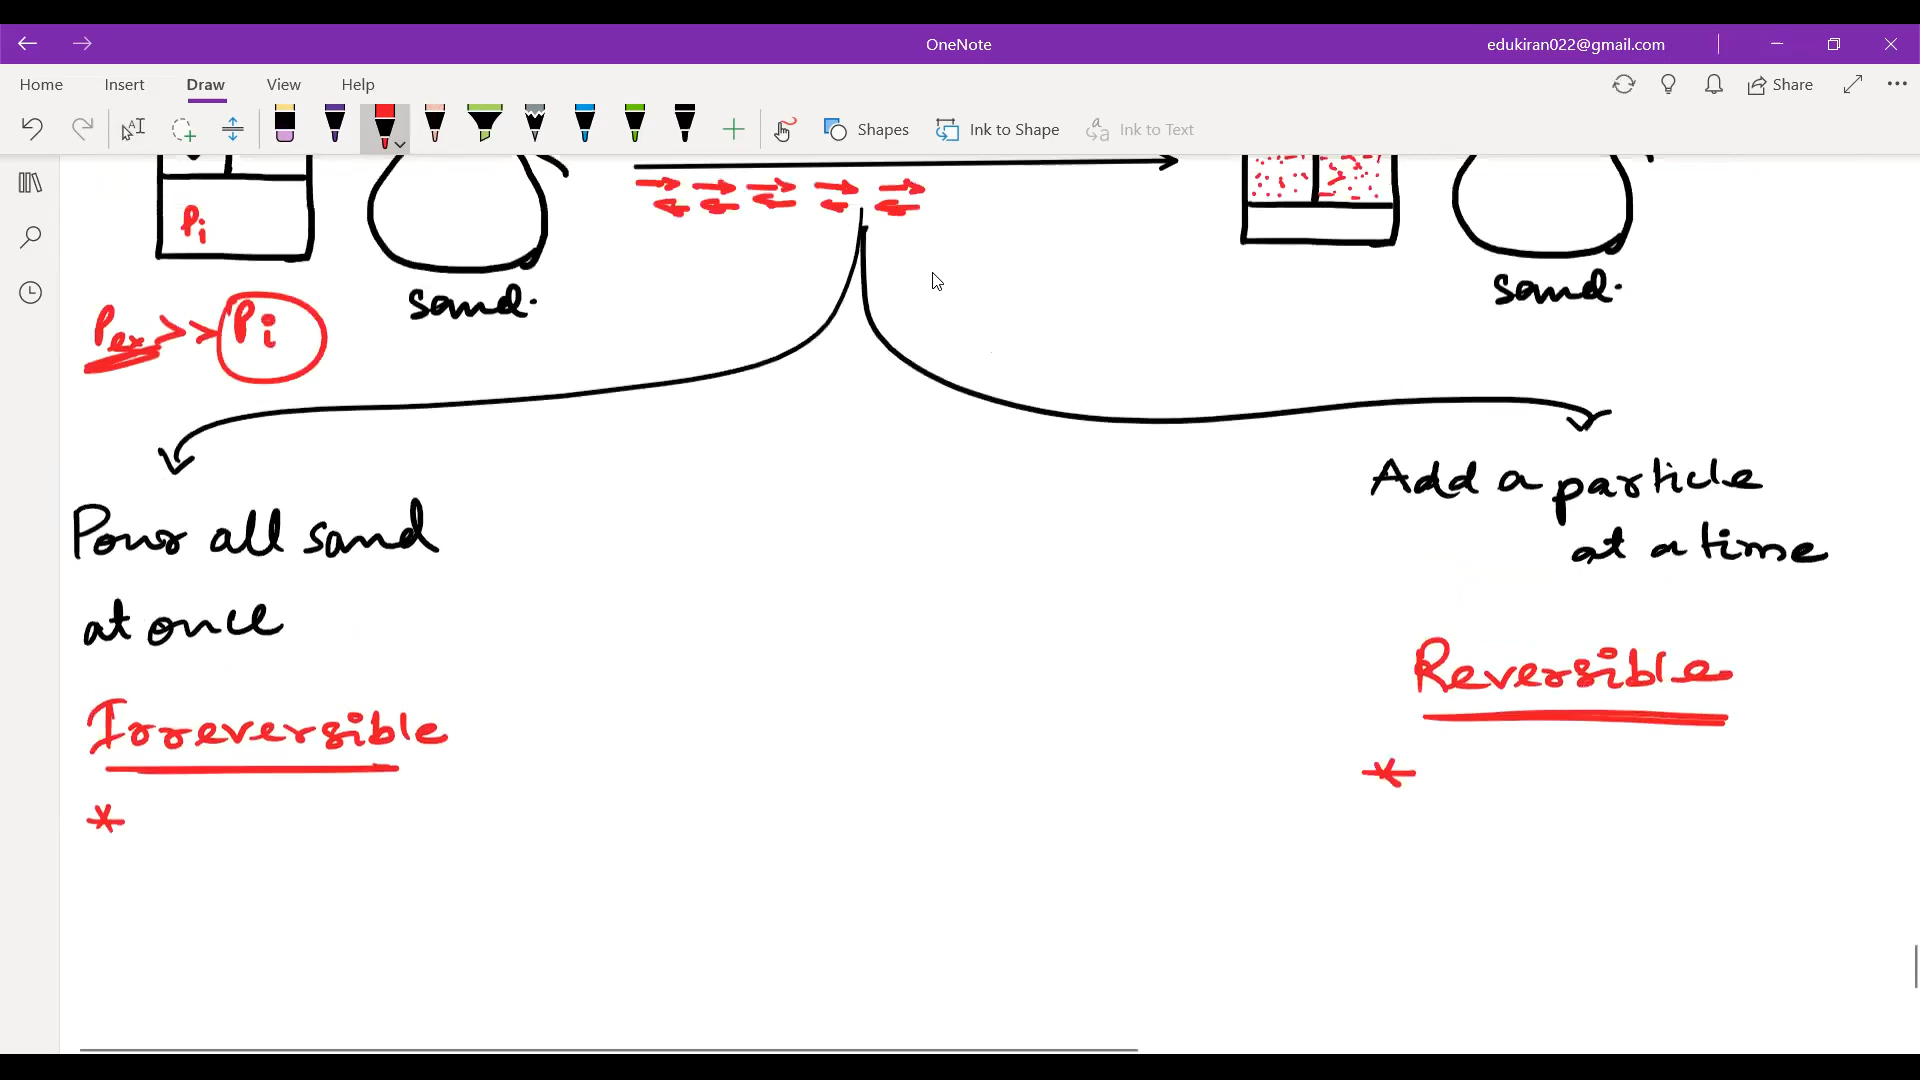 OneNote
edukiran022@gmail.com
Home Insert Draw View Help
Share
Shapes Ink to Shape Ink to Text
Pi
sand.
sand.
Pex >> Pi
Pour all sand
at once
Add a particle
at a time
Irreversible
Reversible
*
*